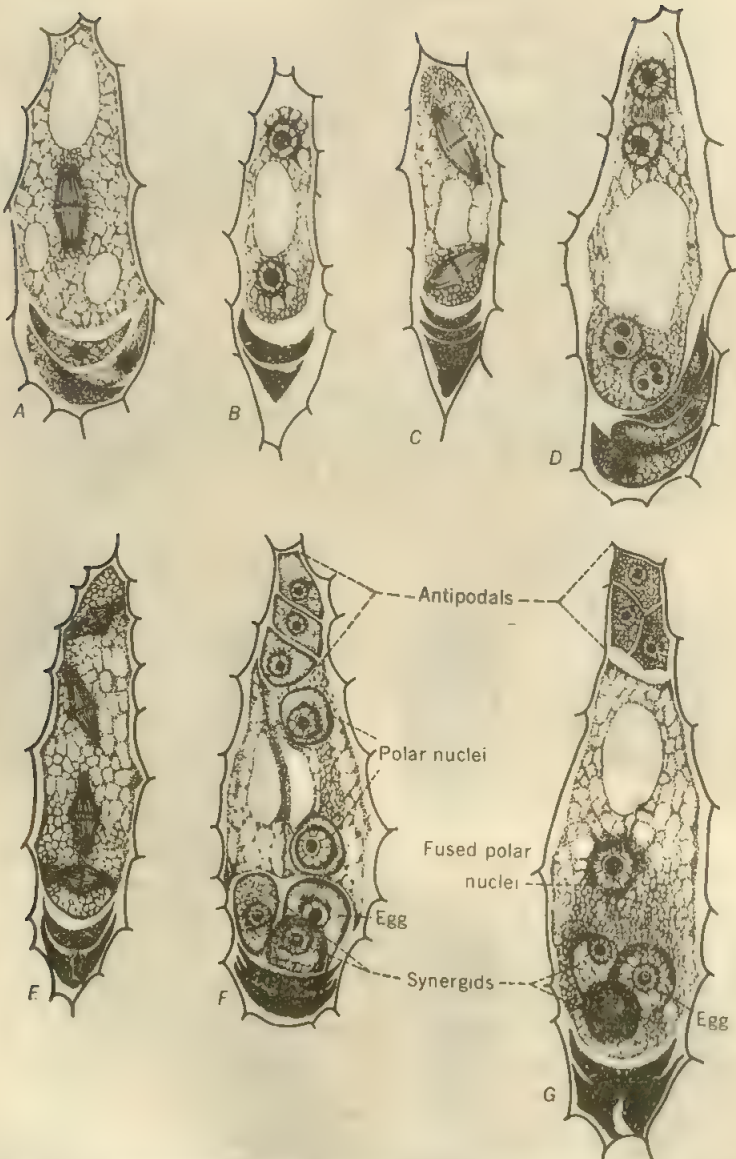 A
B
C
D
Antipodals
Polar nuclei
Fused polar
nuclei
Egg
Synergids
Egg
E
F
G